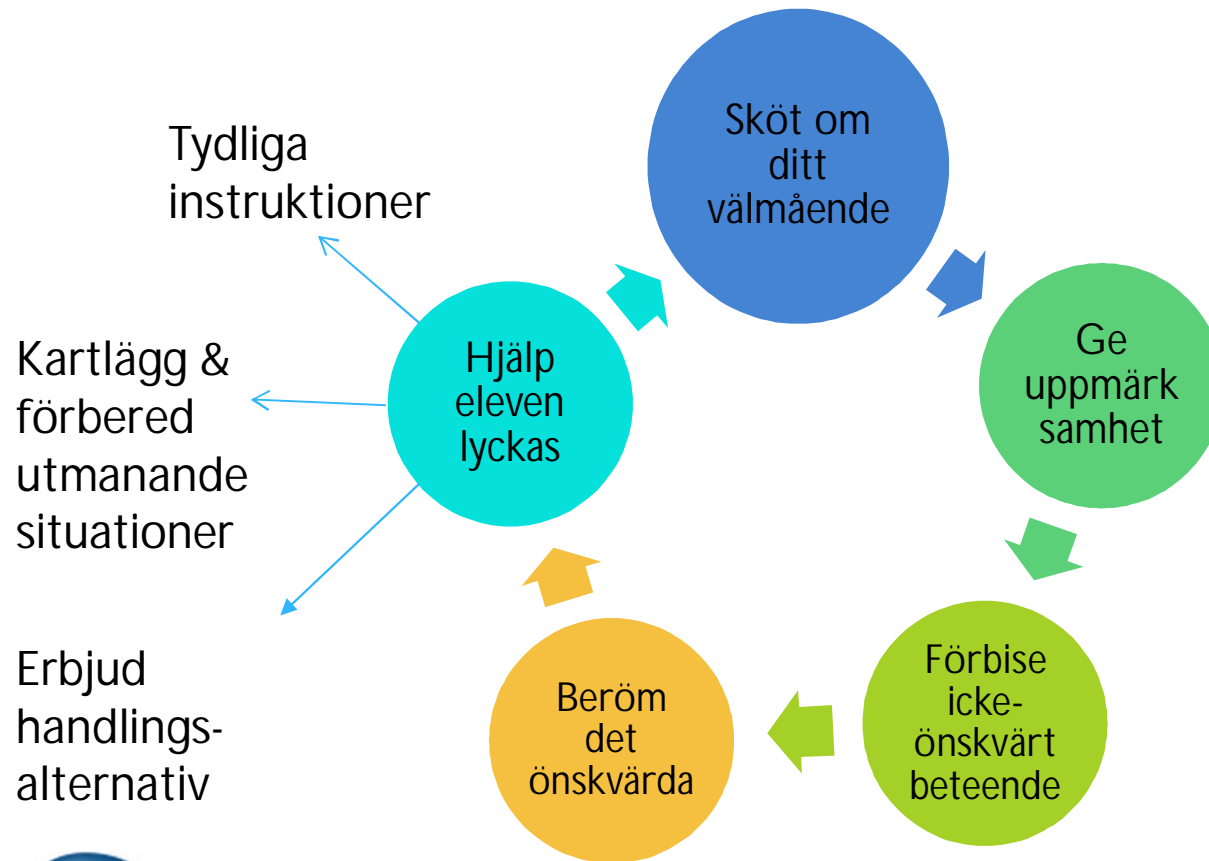 Sköt om
ditt
välmående
Tydliga
instruktioner
Ge
uppmärk
samhet
Hjälp
eleven
lyckas
Kartlägg &
förbered
utmanande
situationer
Förbise
icke-
önskvärt
beteende
Beröm
det
önskvärda
Erbjud
handlings-
alternativ